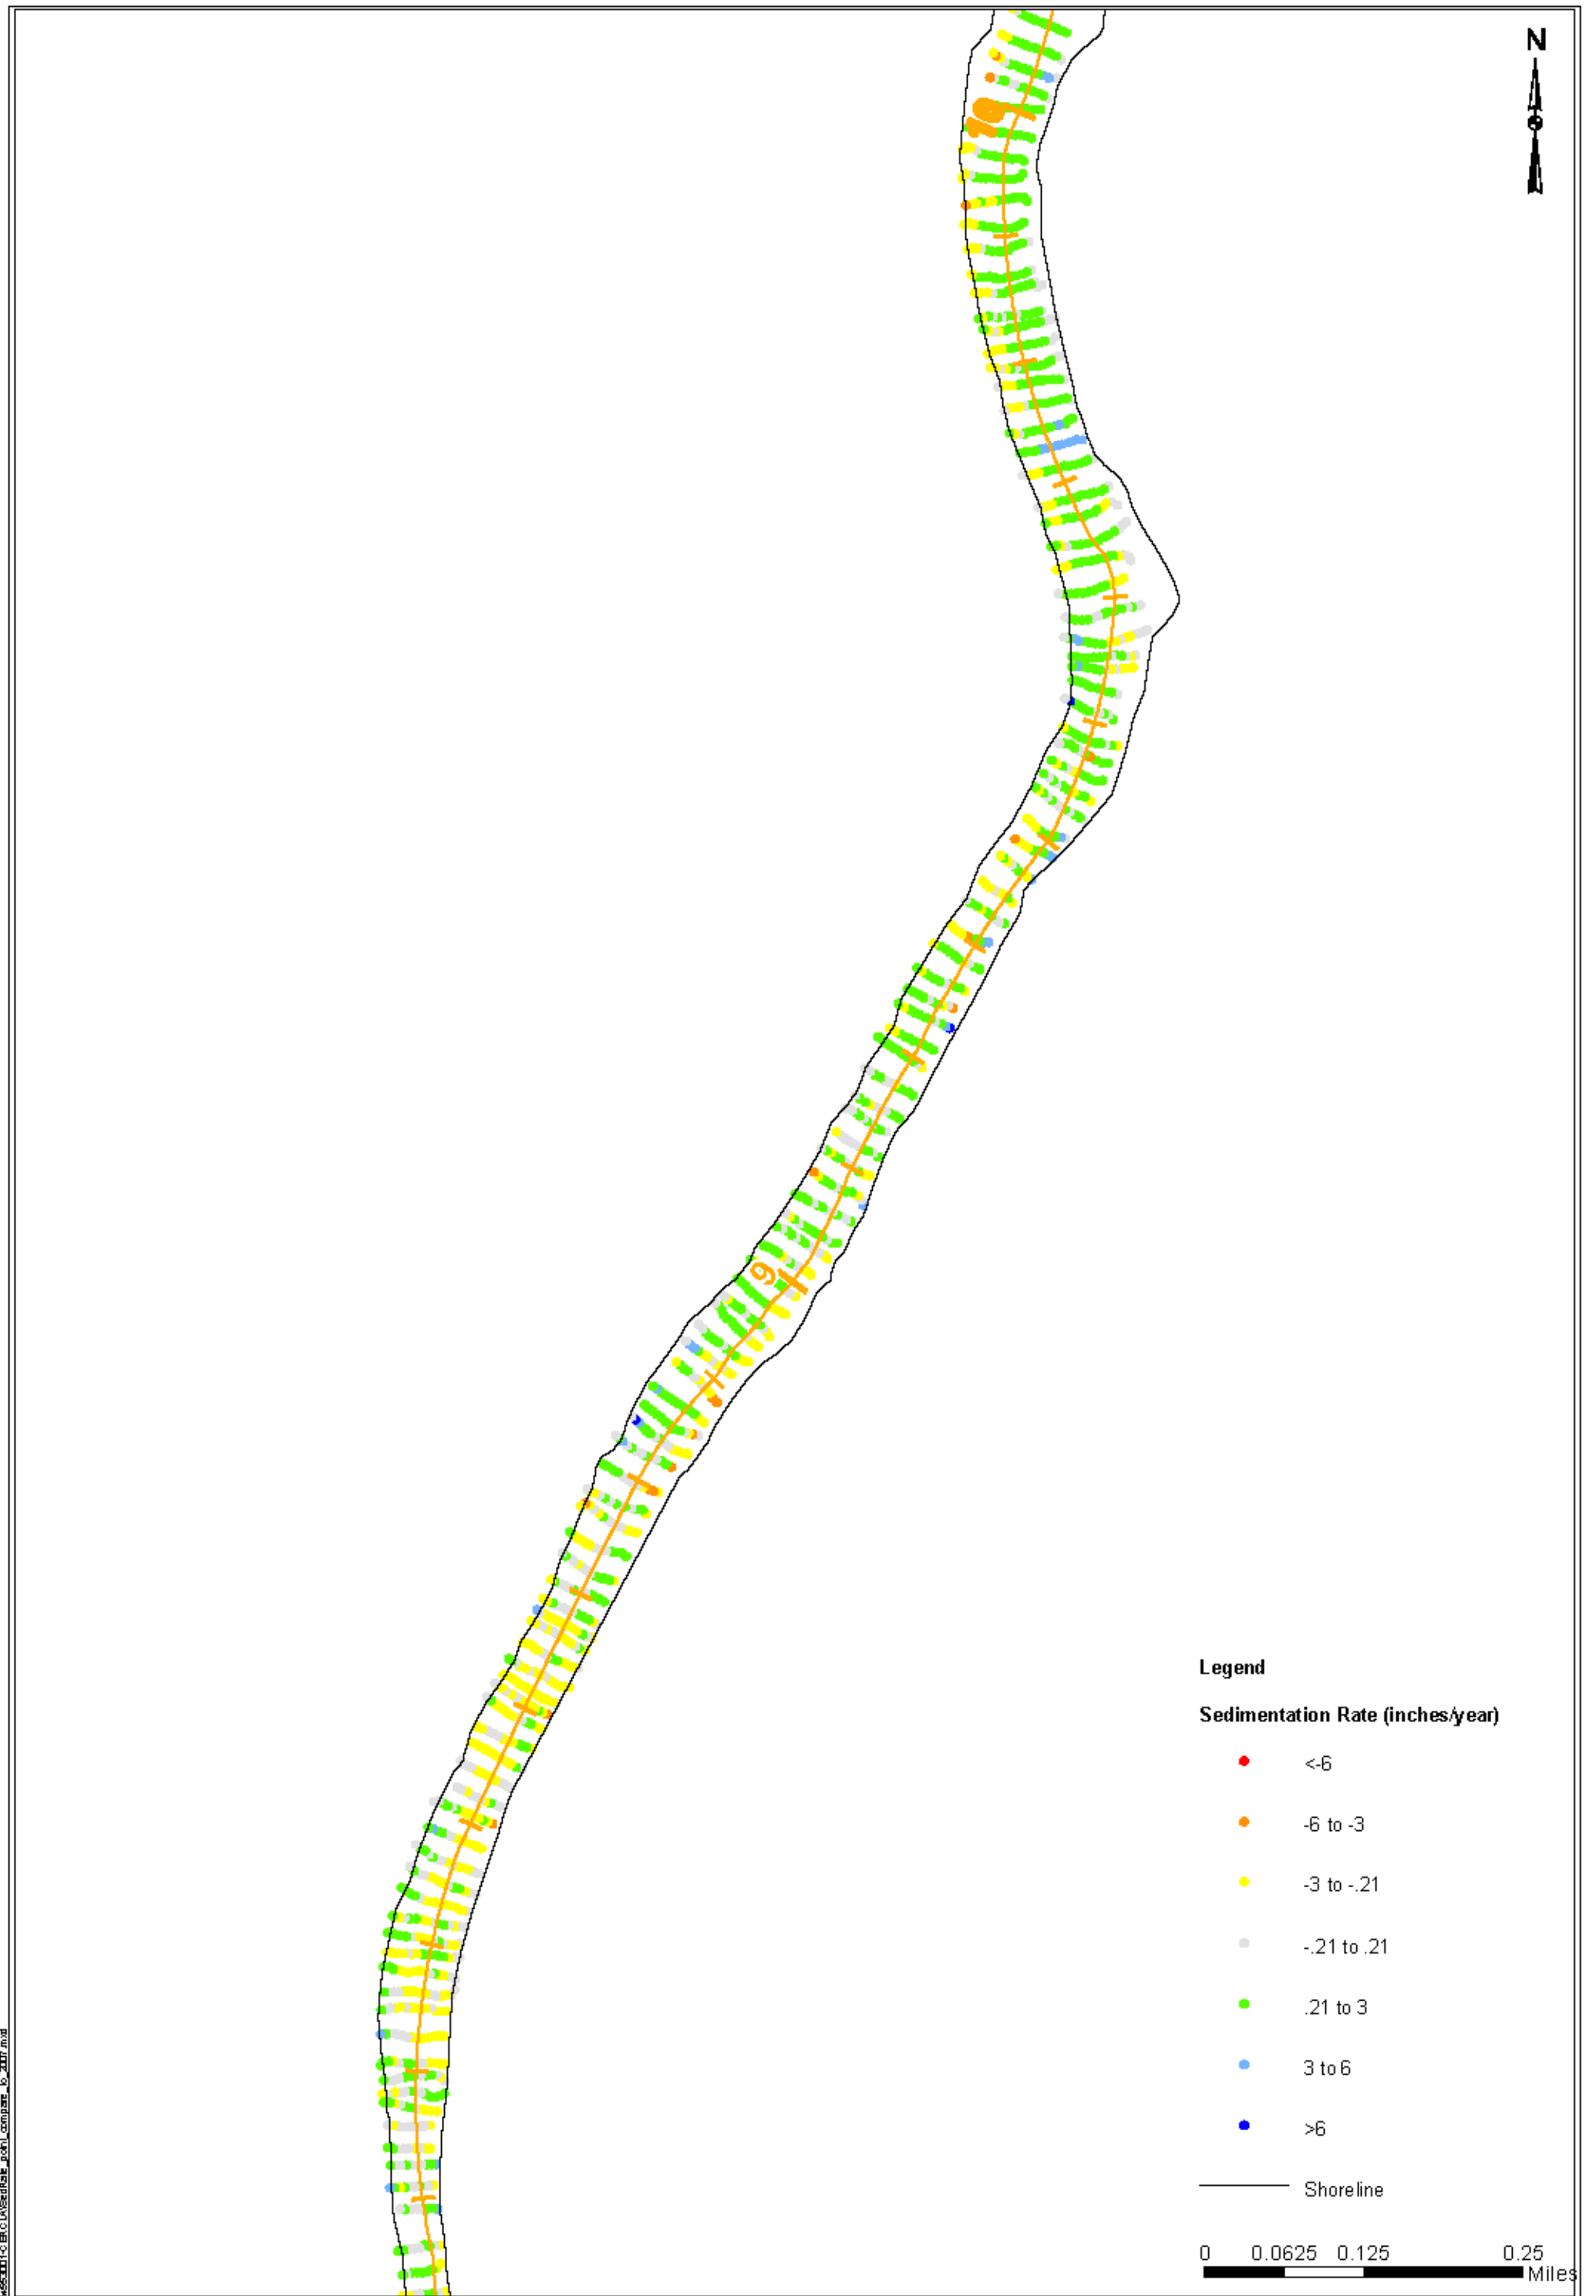 N
10
9
Legend
Sedimentation Rate (inches/year)
<-6
-6 to -3
-3 to -.21
-.21 to .21
.21 to 3
3 to 6
>6
Shoreline
0 0.0625 0.125 0.25
Miles